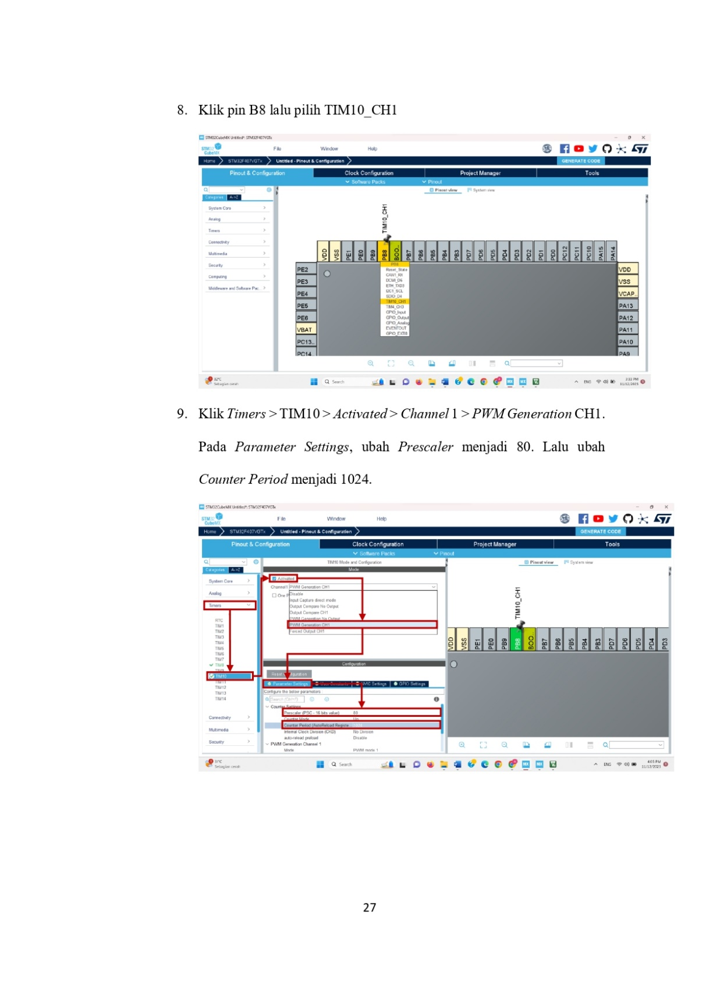 8. Klik pin B8 lalu pilih TIM10_CH1
STM32CubeMX Untitled*: STM32F407VGTx
STM32 CubeMX File Window Help
Home STM32F407VGTx Untitled - Pinout & Configuration GENERATE CODE
Pinout & Configuration Clock Configuration Project Manager Tools
Software Packs Pinout
Pinout view System view
Categories A->Z
System Core
Analog
Timers
Connectivity
Multimedia
Security
Computing
Middleware and Software Pac..
TIM10_CH1
VDD VSS PE1 PE0 PB9 PB8 BOO.. PB7 PB6 PB5 PB4 PB3 PD7 PD6 PD5 PD4 PD3 PD2 PD1 PD0 PC12 PC11 PC10 PA15 PA14
PB8
Reset_State
CAN1_RX
DCMI_D6
ETH_TXD3
I2C1_SCL
SDIO_D4
TIM10_CH1
TIM4_CH3
GPIO_Input
GPIO_Output
GPIO_Analog
EVENTOUT
GPIO_EXTI8
PE2
PE3
PE4
PE5
PE6
VBAT
PC13..
PC14..
VDD
VSS
VCAP..
PA13
PA12
PA11
PA10
PA9
32°C
Sebagian cerah
Search
ENG
3:33 PM
11/12/2023
9. Klik Timers > TIM10 > Activated > Channel 1 > PWM Generation CH1.
Pada Parameter Settings, ubah Prescaler menjadi 80. Lalu ubah
Counter Period menjadi 1024.
STM32CubeMX Untitled*: STM32F407VGTx
STM32 CubeMX File Window Help
Home STM32F407VGTx Untitled - Pinout & Configuration GENERATE CODE
Pinout & Configuration Clock Configuration Project Manager Tools
Software Packs Pinout
TIM10 Mode and Configuration
Pinout view System view
Categories A->Z
Mode
System Core
Analog
Timers
RTC
TIM1
TIM2
TIM3
TIM4
TIM5
TIM6
TIM7
TIM8
TIM9
TIM10
TIM11
TIM12
TIM13
TIM14
Connectivity
Multimedia
Security
Activated
Channel1 PWM Generation CH1
One P
Disable
Input Capture direct mode
Output Compare No Output
Output Compare CH1
PWM Generation No Output
PWM Generation CH1
Forced Output CH1
Configuration
Reset Configuration
Parameter Settings User Constants NVIC Settings GPIO Settings
Configure the below parameters :
Search (Ctrl+F)
Counter Settings
Prescaler (PSC - 16 bits value) 80
Counter Mode Up
Counter Period (AutoReload Registe.. 1024
Internal Clock Division (CKD) No Division
auto-reload preload Disable
PWM Generation Channel 1
Mode PWM mode 1
TIM10_CH1
VDD VSS PE1 PE0 PB9 PB8 BOO.. PB7 PB6 PB5 PB4 PB3 PD7 PD6 PD5 PD4 PD3
31°C
Sebagian cerah
Search
ENG
4:05 PM
11/12/2023
27